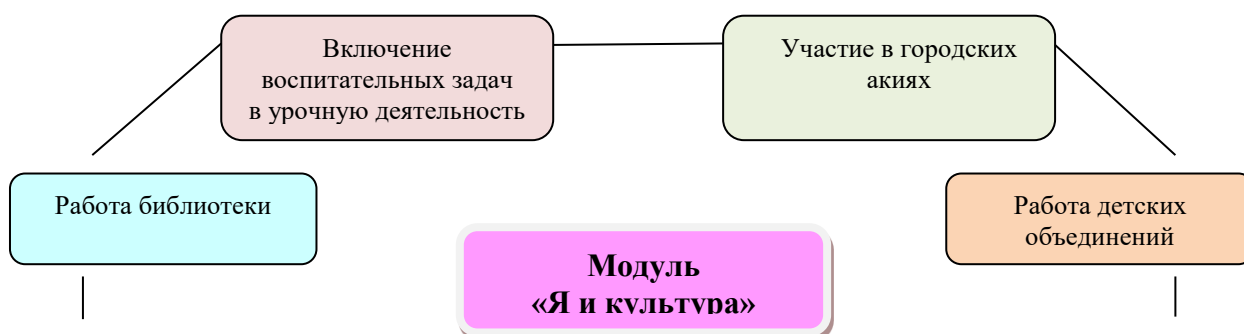 Включение
воспитательных задач
в урочную деятельность
Участие в городских
акиях
Работа библиотеки
Работа детских
объединений
Модуль
«Я и культура»